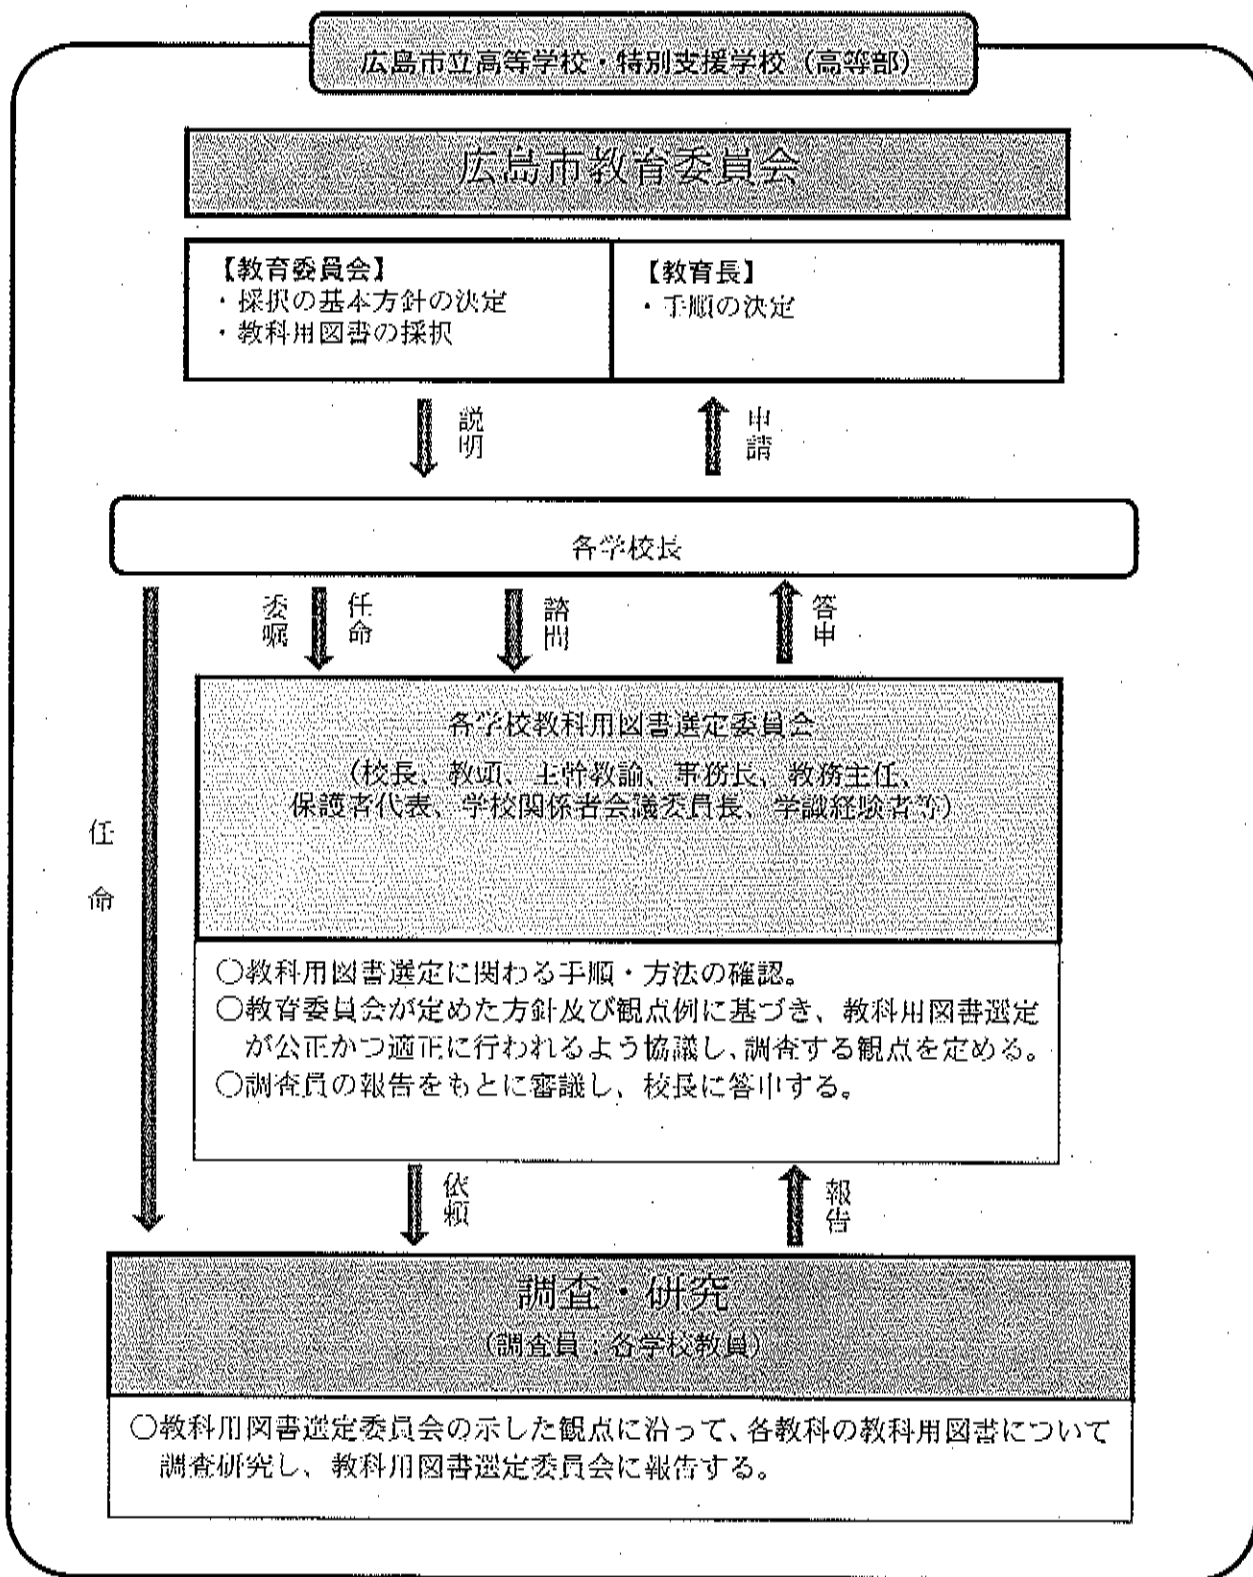 広島市立高等学校・特別支援学校（高等部）
広島市教育委員会
【教育委員会】
・採択の基本方針の決定
・教科用図書の採択
【教育長】
・手順の決定
説明
申請
各学校長
委嘱
任命
諮問
答申
各学校教科用図書選定委員会
（校長、教頭、主幹教諭、事務長、教務主任、
保護者代表、学校関係者会議委員長、学識経験者等）
任命
○教科用図書選定に関わる手順・方法の確認。
○教育委員会が定めた方針及び観点例に基づき、教科用図書選定
が公正かつ適正に行われるよう協議し、調査する観点を定める。
○調査員の報告をもとに審議し、校長に答申する。
依頼
報告
調査・研究
（調査員：各学校教員）
○教科用図書選定委員会の示した観点に沿って、各教科の教科用図書について
調査研究し、教科用図書選定委員会に報告する。